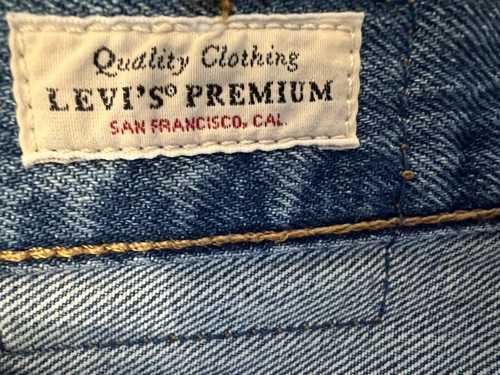 Quality Clothing
LEVI'S® PREMIUM
SAN FRANCISCO, CAL.